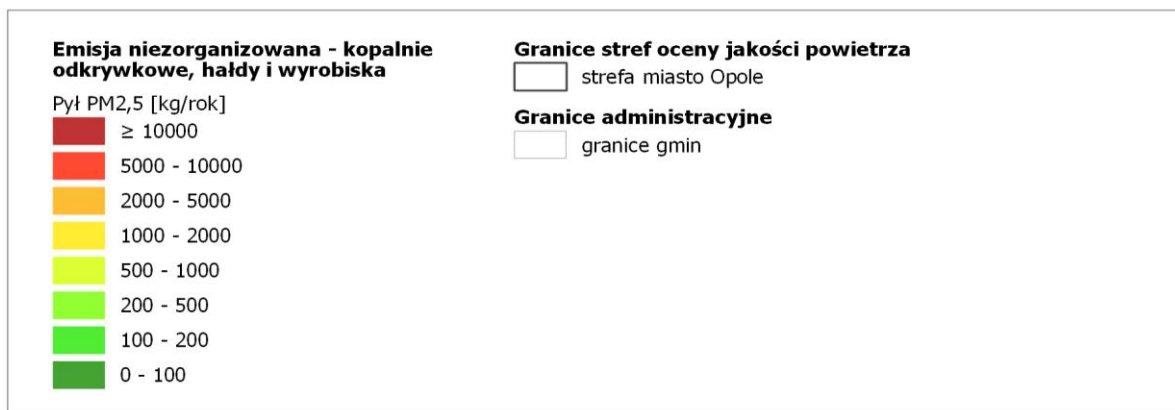 Emisja niezorganizowana - kopalnie
odkrywkowe, hałdy i wyrobiska
Pył PM2,5 [kg/rok]
≥ 10000
5000 - 10000
2000 - 5000
1000 - 2000
500 - 1000
200 - 500
100 - 200
0 - 100
Granice stref oceny jakości powietrza
strefa miasto Opole
Granice administracyjne
granice gmin